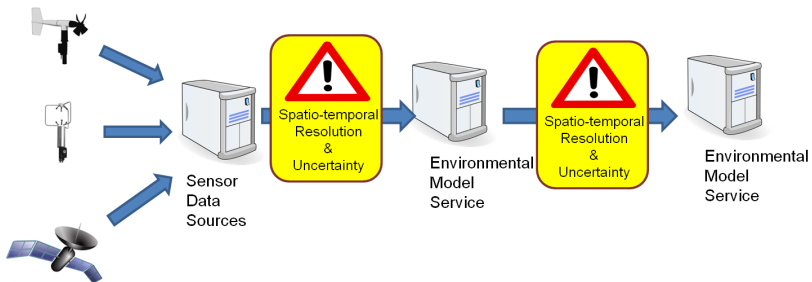 Spatio-temporal
Resolution
&
Uncertainty
Spatio-temporal
Resolution
&
Uncertainty
Sensor
Data
Sources
Environmental
Model
Service
Environmental
Model
Service